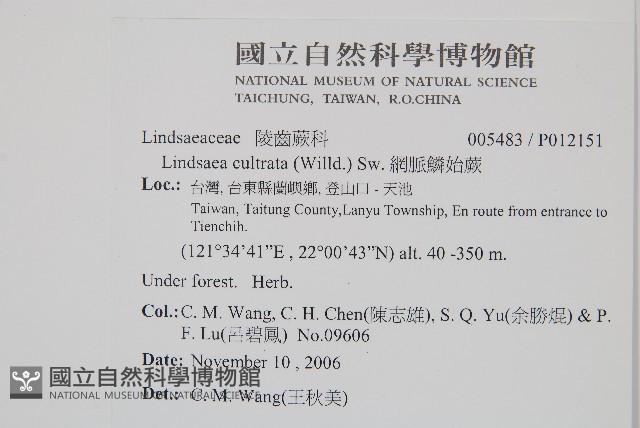 國立自然科學博物館
NATIONAL MUSEUM OF NATURAL SCIENCE
TAICHUNG, TAIWAN, R.O.CHINA
Lindsaeaceae 陵齒蕨科 005483 / P012151
Lindsaea cultrata (Willd.) Sw. 網脈鱗始蕨
Loc.: 台灣, 台東縣蘭嶼鄉, 登山口 - 天池
Taiwan, Taitung County,Lanyu Township, En route from entrance to
Tienchih.
(121°34'41”E , 22°00'43”N) alt. 40 -350 m.
Under forest. Herb.
Col.:C. M. Wang, C. H. Chen(陳志雄), S. Q. Yu(余勝焜) & P.
F. Lu(呂碧鳳) No.09606
Date: November 10 , 2006
Det.: C. M. Wang(王秋美)
國立自然科學博物館
NATIONAL MUSEUM OF NATURAL SCIENCE